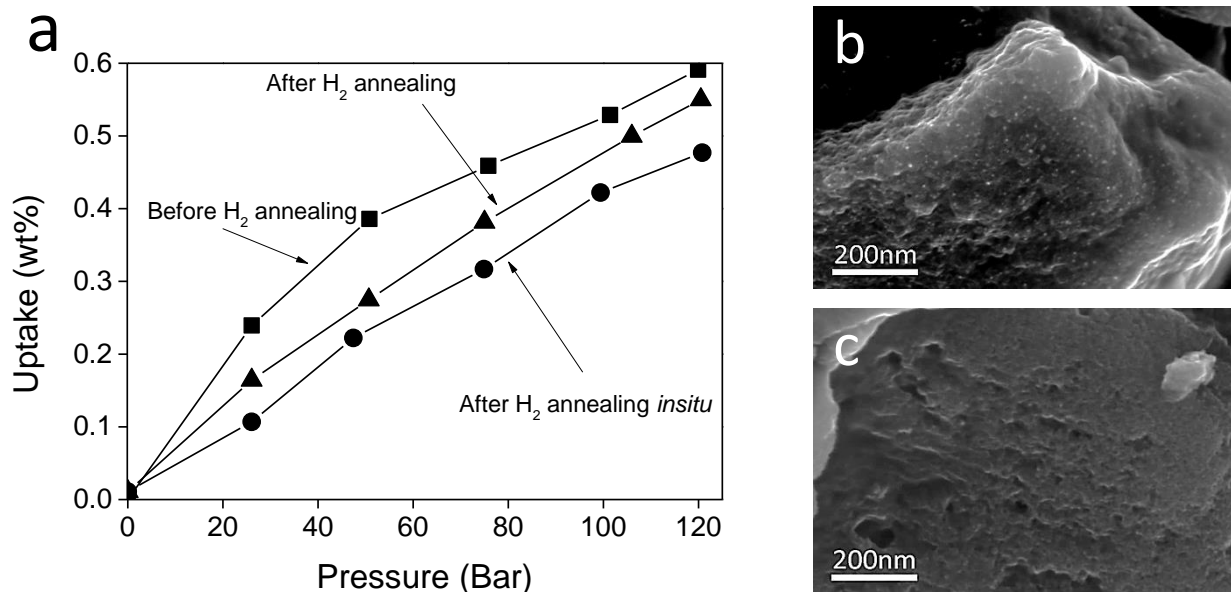 a
0.6
0.5
0.4
0.3
0.2
0.1
0.0
Uptake (wt%)
After H₂ annealing
Before H₂ annealing
After H₂ annealing insitu
0 20 40 60 80 100 120
Pressure (Bar)
b
200nm
c
200nm